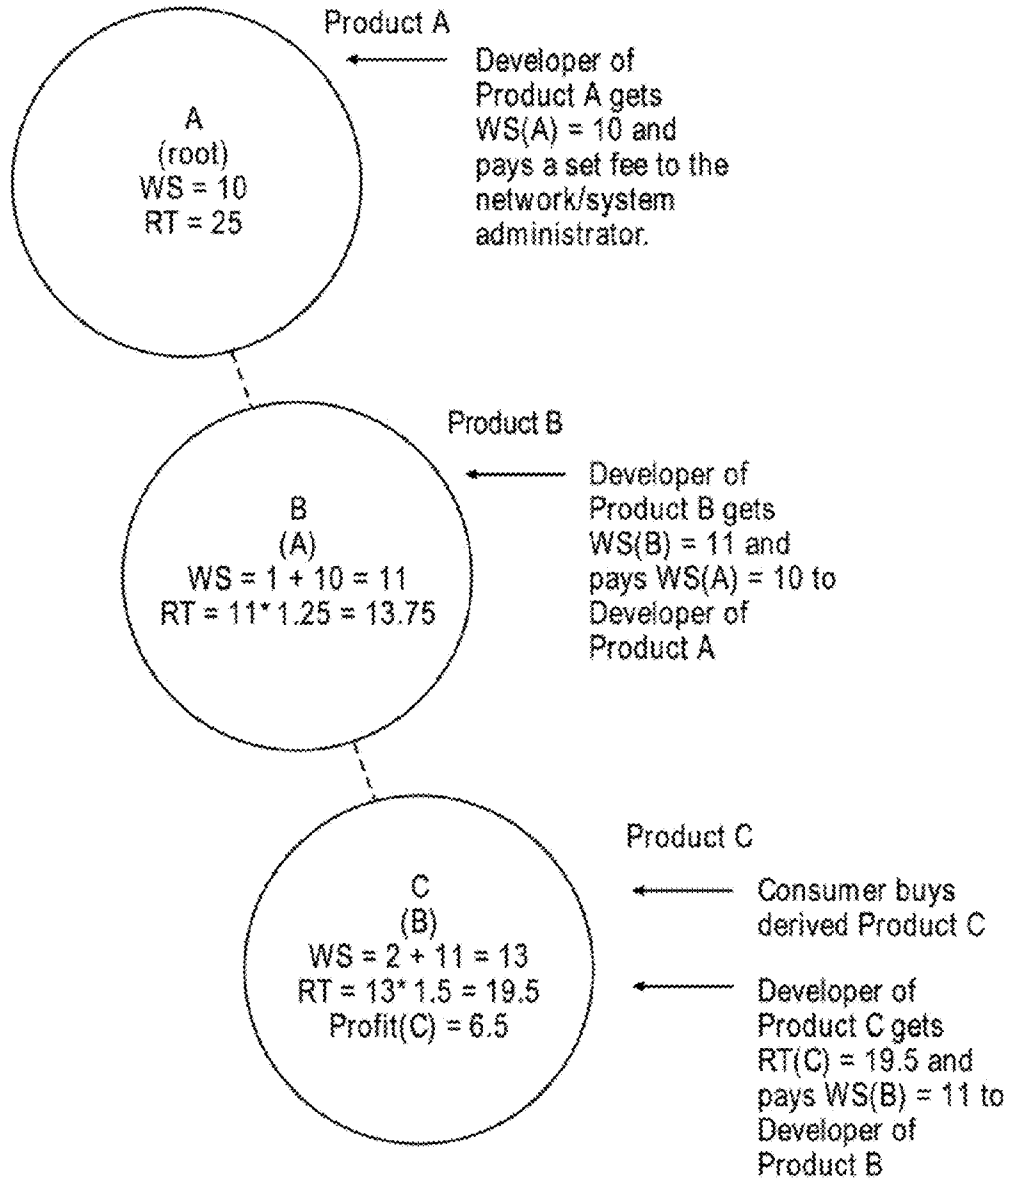 Product A
Developer of
Product A gets
WS(A) = 10 and
pays a set fee to the
network/system
administrator.
A
(root)
WS = 10
RT = 25
Product B
Developer of
Product B gets
WS(B) = 11 and
pays WS(A) = 10 to
Developer of
Product A
B
(A)
WS = 1 + 10 = 11
RT = 11* 1.25 = 13.75
Product C
Consumer buys
derived Product C
C
(B)
WS = 2 + 11 = 13
RT = 13* 1.5 = 19.5
Profit(C) = 6.5
Developer of
Product C gets
RT(C) = 19.5 and
pays WS(B) = 11 to
Developer of
Product B